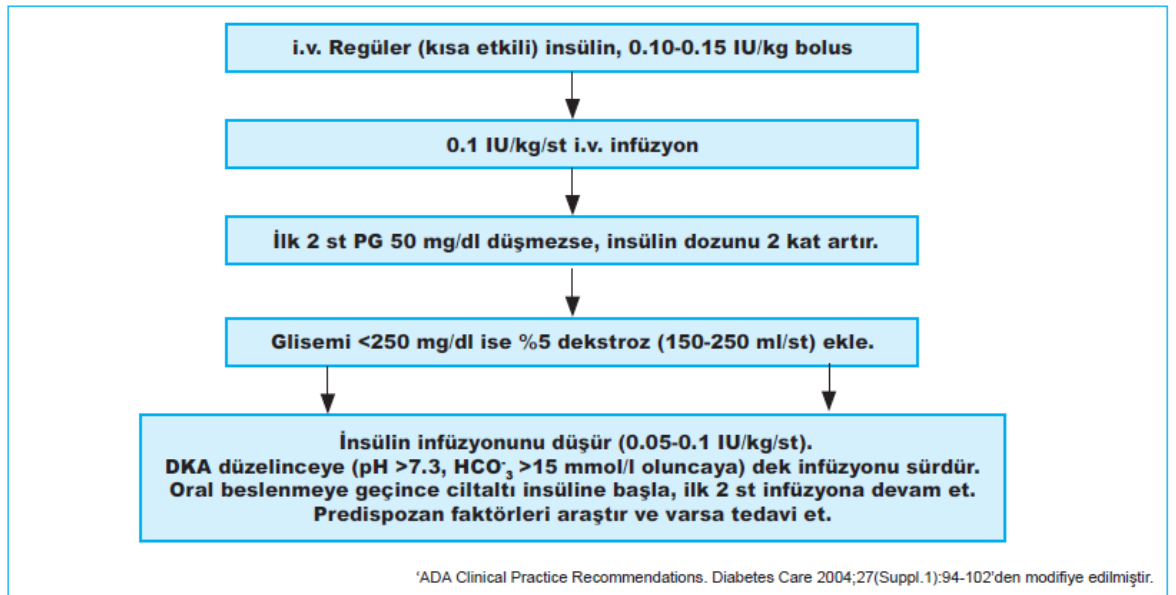 i.v. Regüler (kısa etkili) insülin, 0.10-0.15 IU/kg bolus
0.1 IU/kg/st i.v. infüzyon
İlk 2 st PG 50 mg/dl düşmezse, insülin dozunu 2 kat artır.
Glisemi <250 mg/dl ise %5 dekstroz (150-250 ml/st) ekle.
İnsülin infüzyonunu düşür (0.05-0.1 IU/kg/st).
DKA düzelinceye (pH >7.3, HCO⁻₃ >15 mmol/l oluncaya) dek infüzyonu sürdür.
Oral beslenmeye geçince ciltaltı insüline başla, ilk 2 st infüzyona devam et.
Predispozan faktörleri araştır ve varsa tedavi et.
‘ADA Clinical Practice Recommendations. Diabetes Care 2004;27(Suppl.1):94-102'den modifiye edilmiştir.